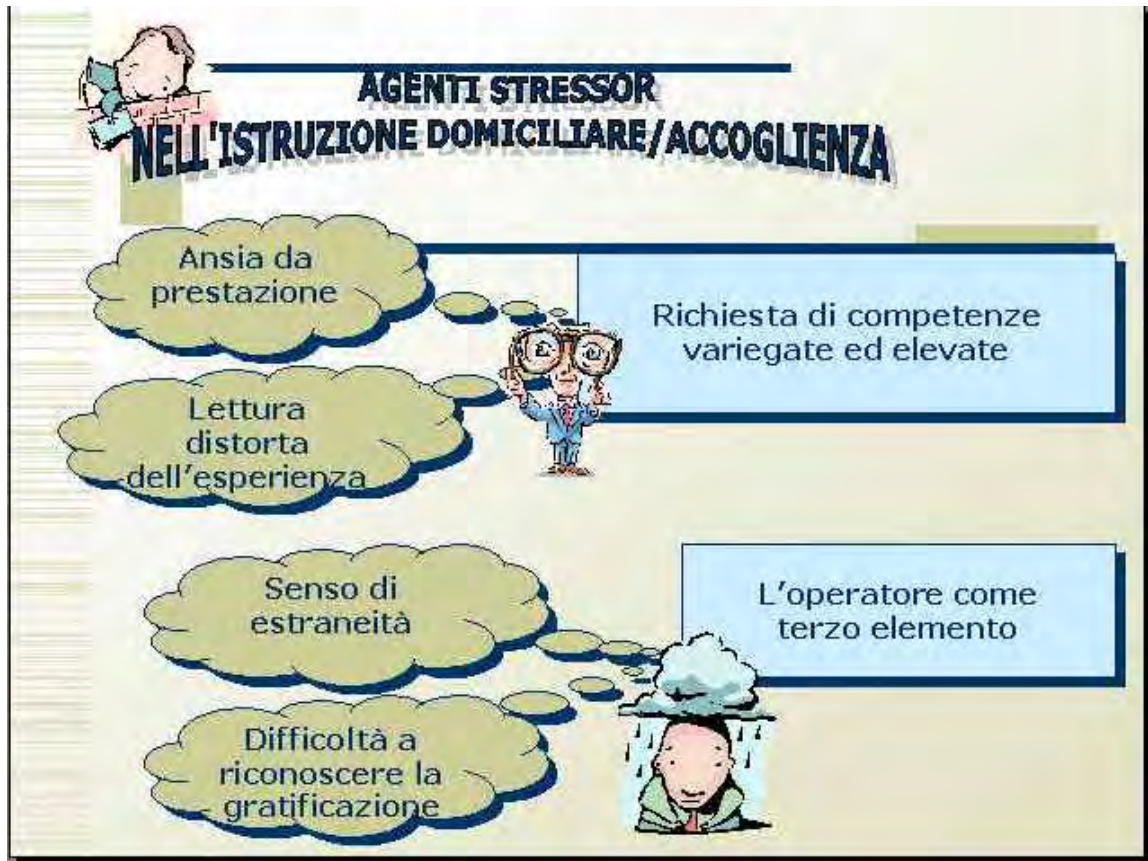 AGENTI STRESSOR
NELL'ISTRUZIONE DOMICILIARE/ACCOGLIENZA
Ansia da
prestazione
Richiesta di competenze
variegate ed elevate
Lettura
distorta
dell'esperienza
Senso di
estraneità
L'operatore come
terzo elemento
Difficoltà a
riconoscere la
gratificazione